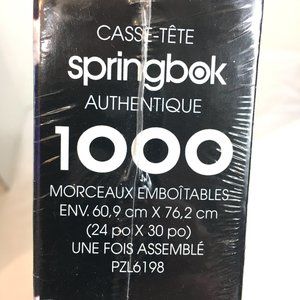 CASSE-TÊTE
springbok
AUTHENTIQUE
1000
MORCEAUX EMBOÎTABLES
ENV. 60,9 cm X 76,2 cm
(24 po X 30 po)
UNE FOIS ASSEMBLÉ
PZL6198